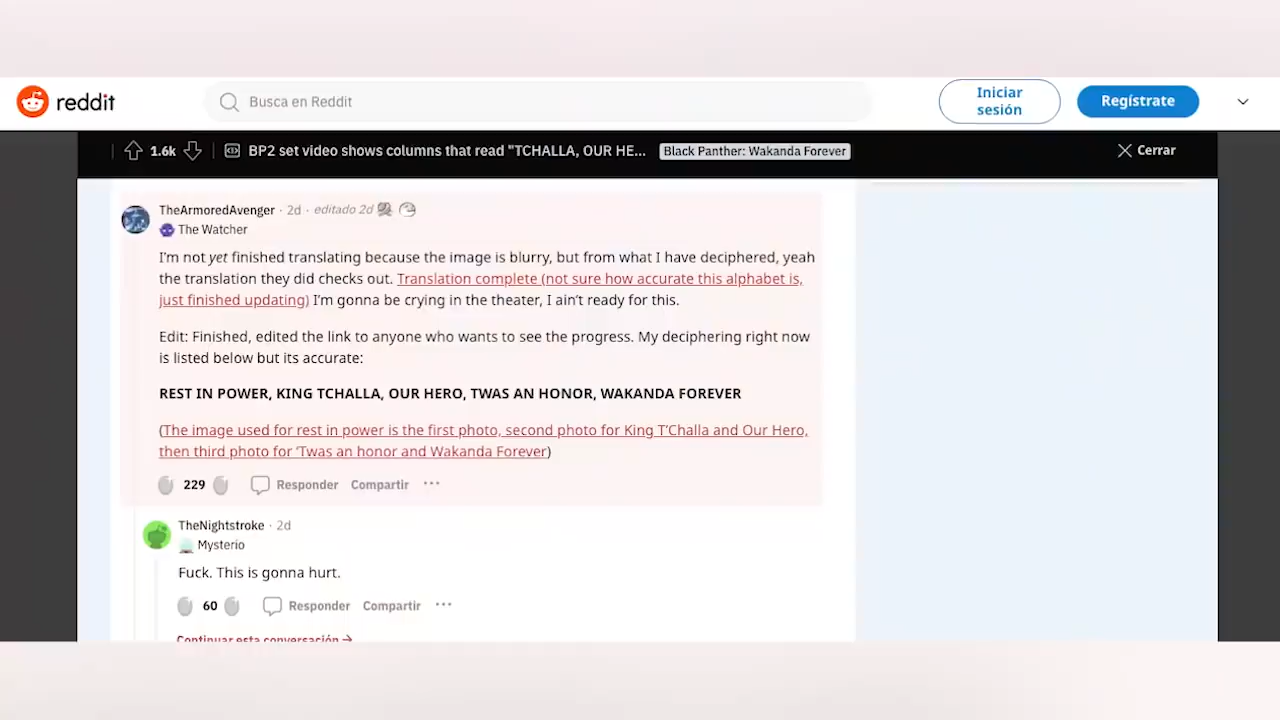 reddit
Busca en Reddit
Iniciar
sesión
Regístrate
1.6k
BP2 set video shows columns that read "TCHALLA, OUR HE...
Black Panther: Wakanda Forever
Cerrar
TheArmoredAvenger · 2d · editado 2d
The Watcher
I'm not yet finished translating because the image is blurry, but from what I have deciphered, yeah
the translation they did checks out. Translation complete (not sure how accurate this alphabet is,
just finished updating) I'm gonna be crying in the theater, I ain't ready for this.
Edit: Finished, edited the link to anyone who wants to see the progress. My deciphering right now
is listed below but its accurate:
REST IN POWER, KING TCHALLA, OUR HERO, TWAS AN HONOR, WAKANDA FOREVER
(The image used for rest in power is the first photo, second photo for King T'Challa and Our Hero,
then third photo for 'Twas an honor and Wakanda Forever)
229 Responder Compartir ···
TheNightstroke · 2d
Mysterio
Fuck. This is gonna hurt.
60 Responder Compartir ···
Continuar esta conversación →